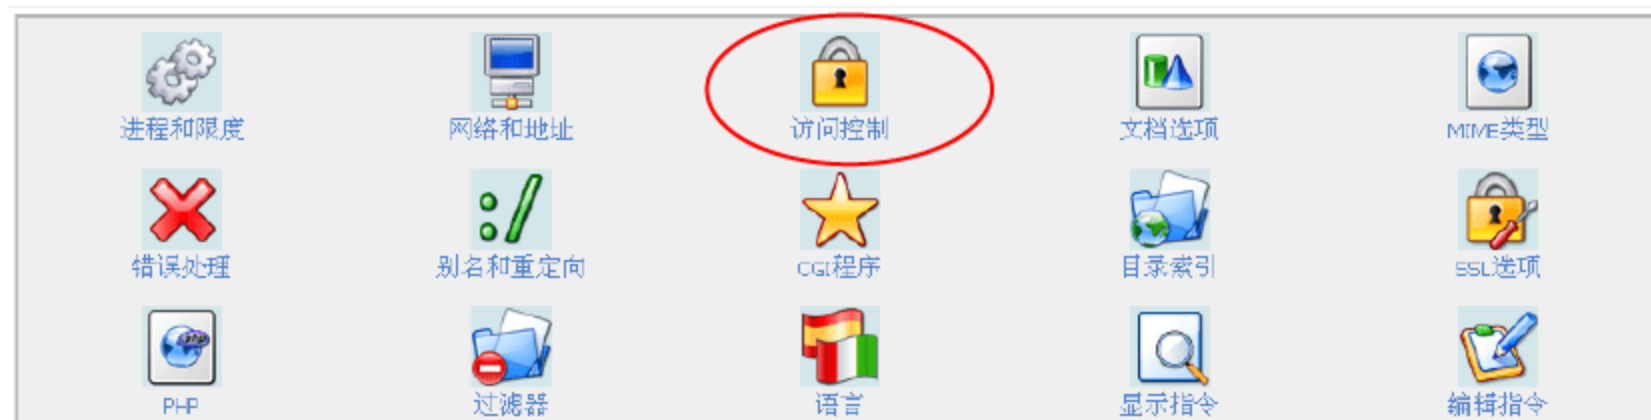 进程和限度
网络和地址
访问控制
文档选项
MIME类型
错误处理
:/
别名和重定向
CGI程序
目录索引
SSL选项
php
PHP
过滤器
语言
显示指令
编辑指令